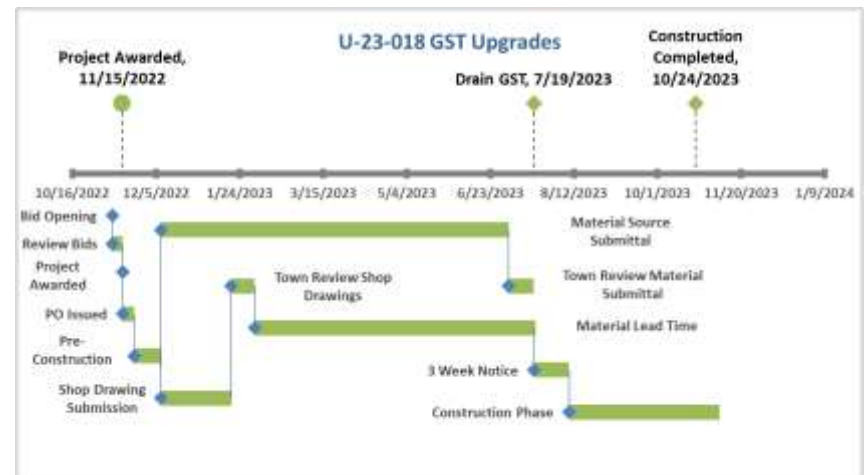 U-23-018 GST Upgrades
Project Awarded,
11/15/2022
Drain GST, 7/19/2023
Construction
Completed,
10/24/2023
10/16/2022 12/5/2022 1/24/2023 3/15/2023 5/4/2023 6/23/2023 8/12/2023 10/1/2023 11/20/2023 1/9/2024
Bid Opening
Review Bids
Project
Awarded
PO Issued
Pre-
Construction
Shop Drawing
Submission
Town Review Shop
Drawings
Material Source
Submittal
Town Review Material
Submittal
Material Lead Time
3 Week Notice
Construction Phase